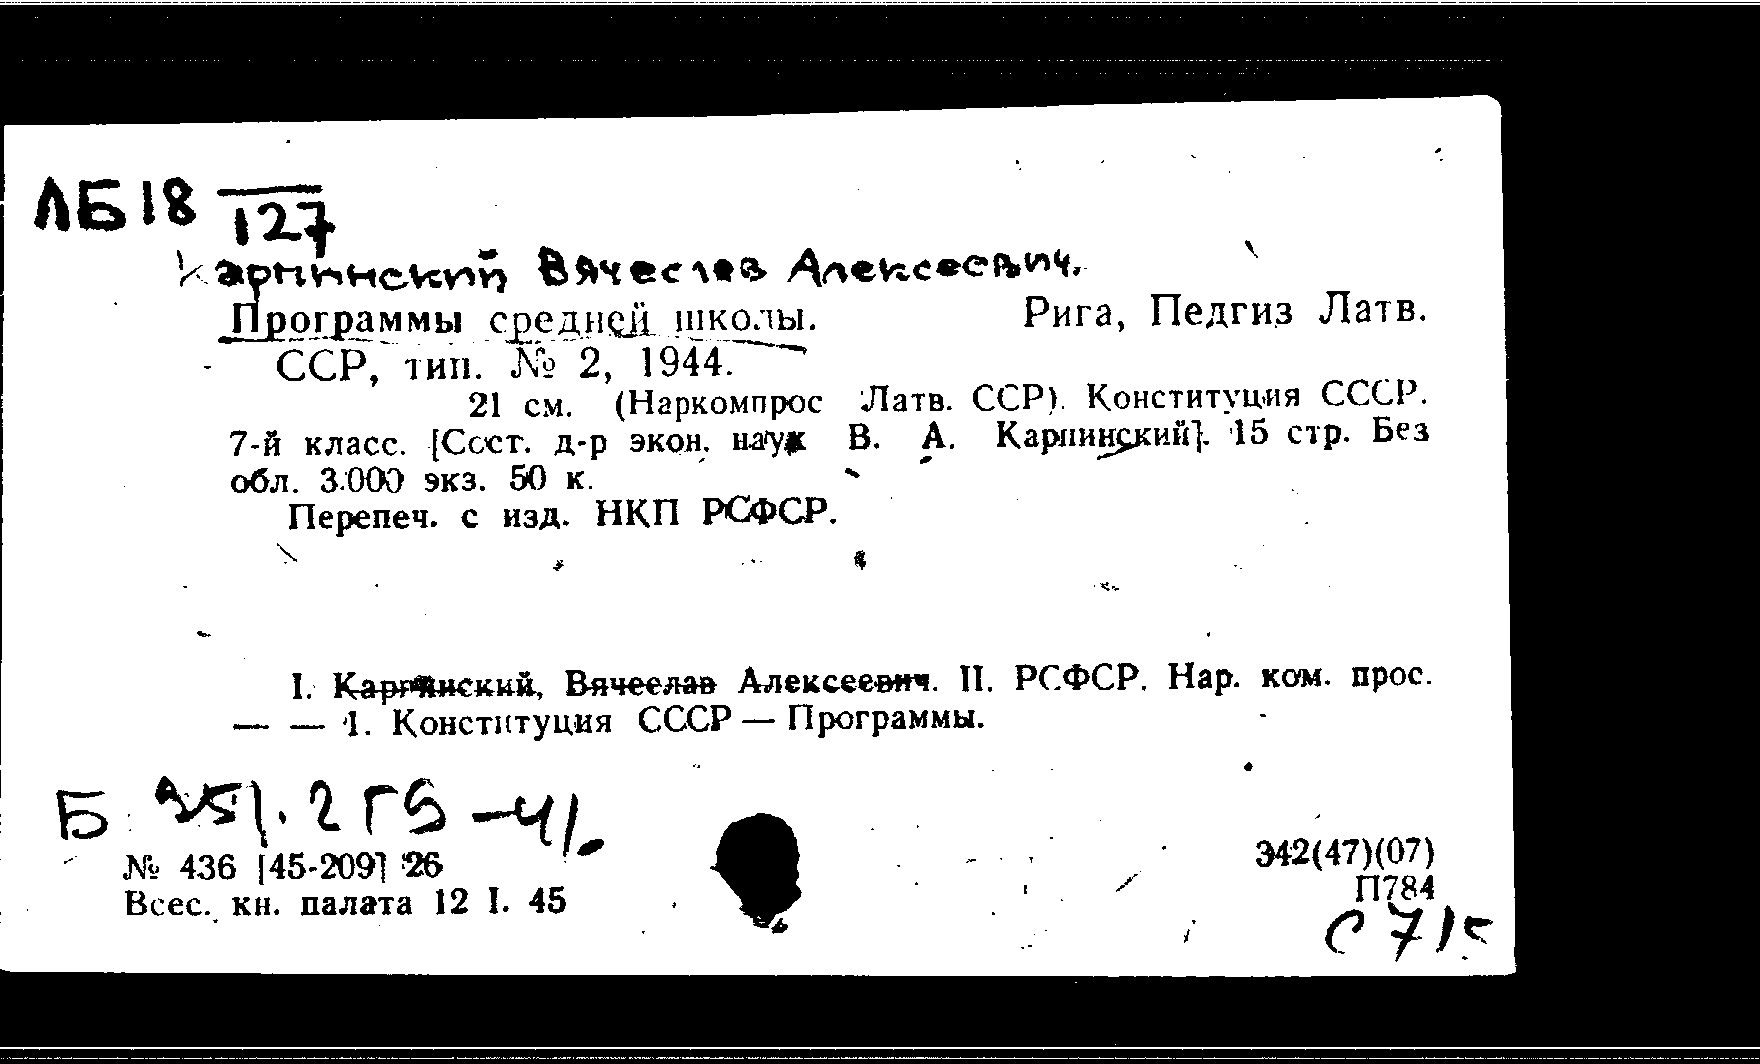 ЛБ18 127
Карпинский Вячеслав Алексеевич.
Программы средней школы. Рига, Педгиз Латв.
ССР, тип. № 2, 1944.
21 см. (Наркомпрос Латв. ССР). Конституция СССР.
7-й класс. [Сост. д-р экон. наук В. А. Карпинский]. 15 стр. Без
обл. 3.000 экз. 50 к.
Перепеч. с изд. НКП РСФСР.
I. Карпинский, Вячеслав Алексеевич. II. РСФСР. Нар. ком. прос.
— — 1. Конституция СССР — Программы.
Б
№ 436 [45-209] 26
Всес. кн. палата 12 I. 45
Э42(47)(07)
П784